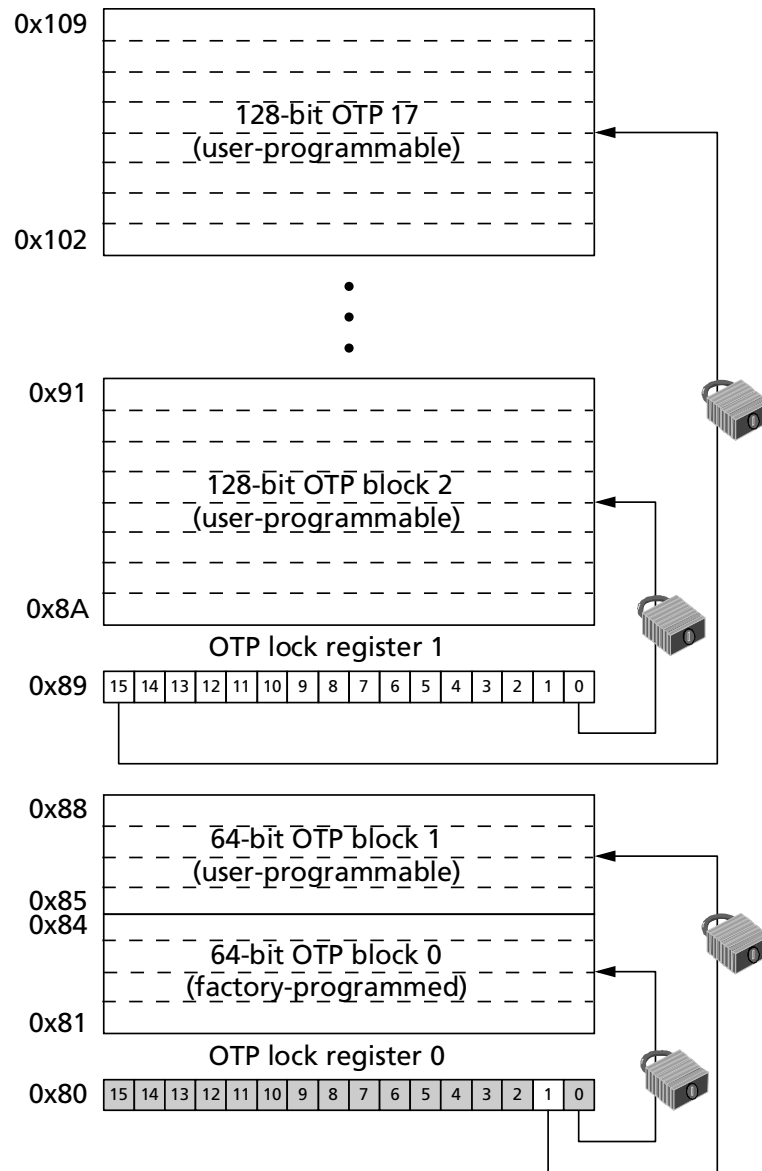 0x109
128-bit OTP 17
(user-programmable)
0x102
0x91
128-bit OTP block 2
(user-programmable)
0x8A
OTP lock register 1
0x89 15 14 13 12 11 10 9 8 7 6 5 4 3 2 1 0
0x88
64-bit OTP block 1
(user-programmable)
0x85
0x84
64-bit OTP block 0
(factory-programmed)
0x81
OTP lock register 0
0x80 15 14 13 12 11 10 9 8 7 6 5 4 3 2 1 0